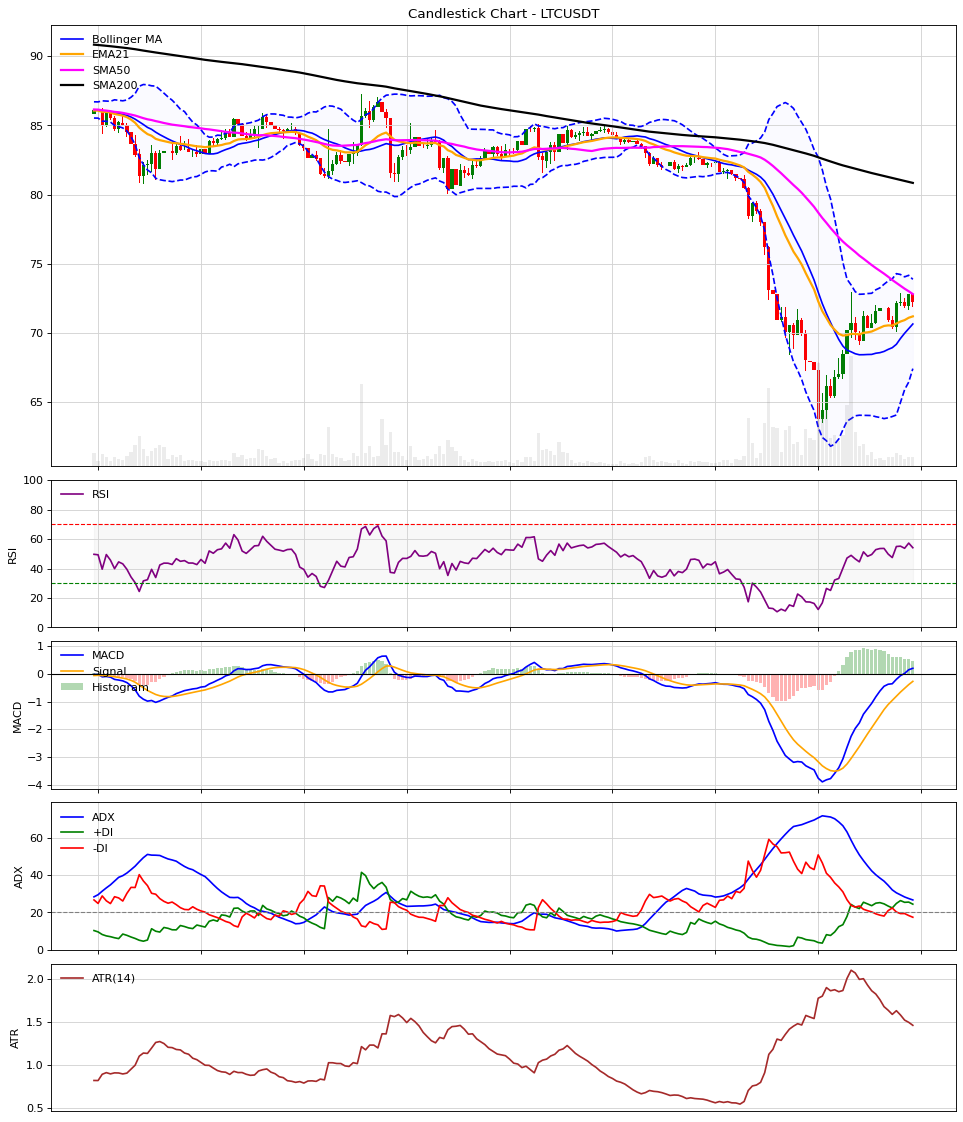 Candlestick Chart - LTCUSDT
Bollinger MA
EMA21
SMA50
SMA200
90
85
80
75
70
65
RSI
RSI
100
80
60
40
20
0
MACD
Signal
Histogram
MACD
1
0
−1
−2
−3
−4
ADX
+DI
-DI
ADX
60
40
20
0
ATR(14)
ATR
2.0
1.5
1.0
0.5